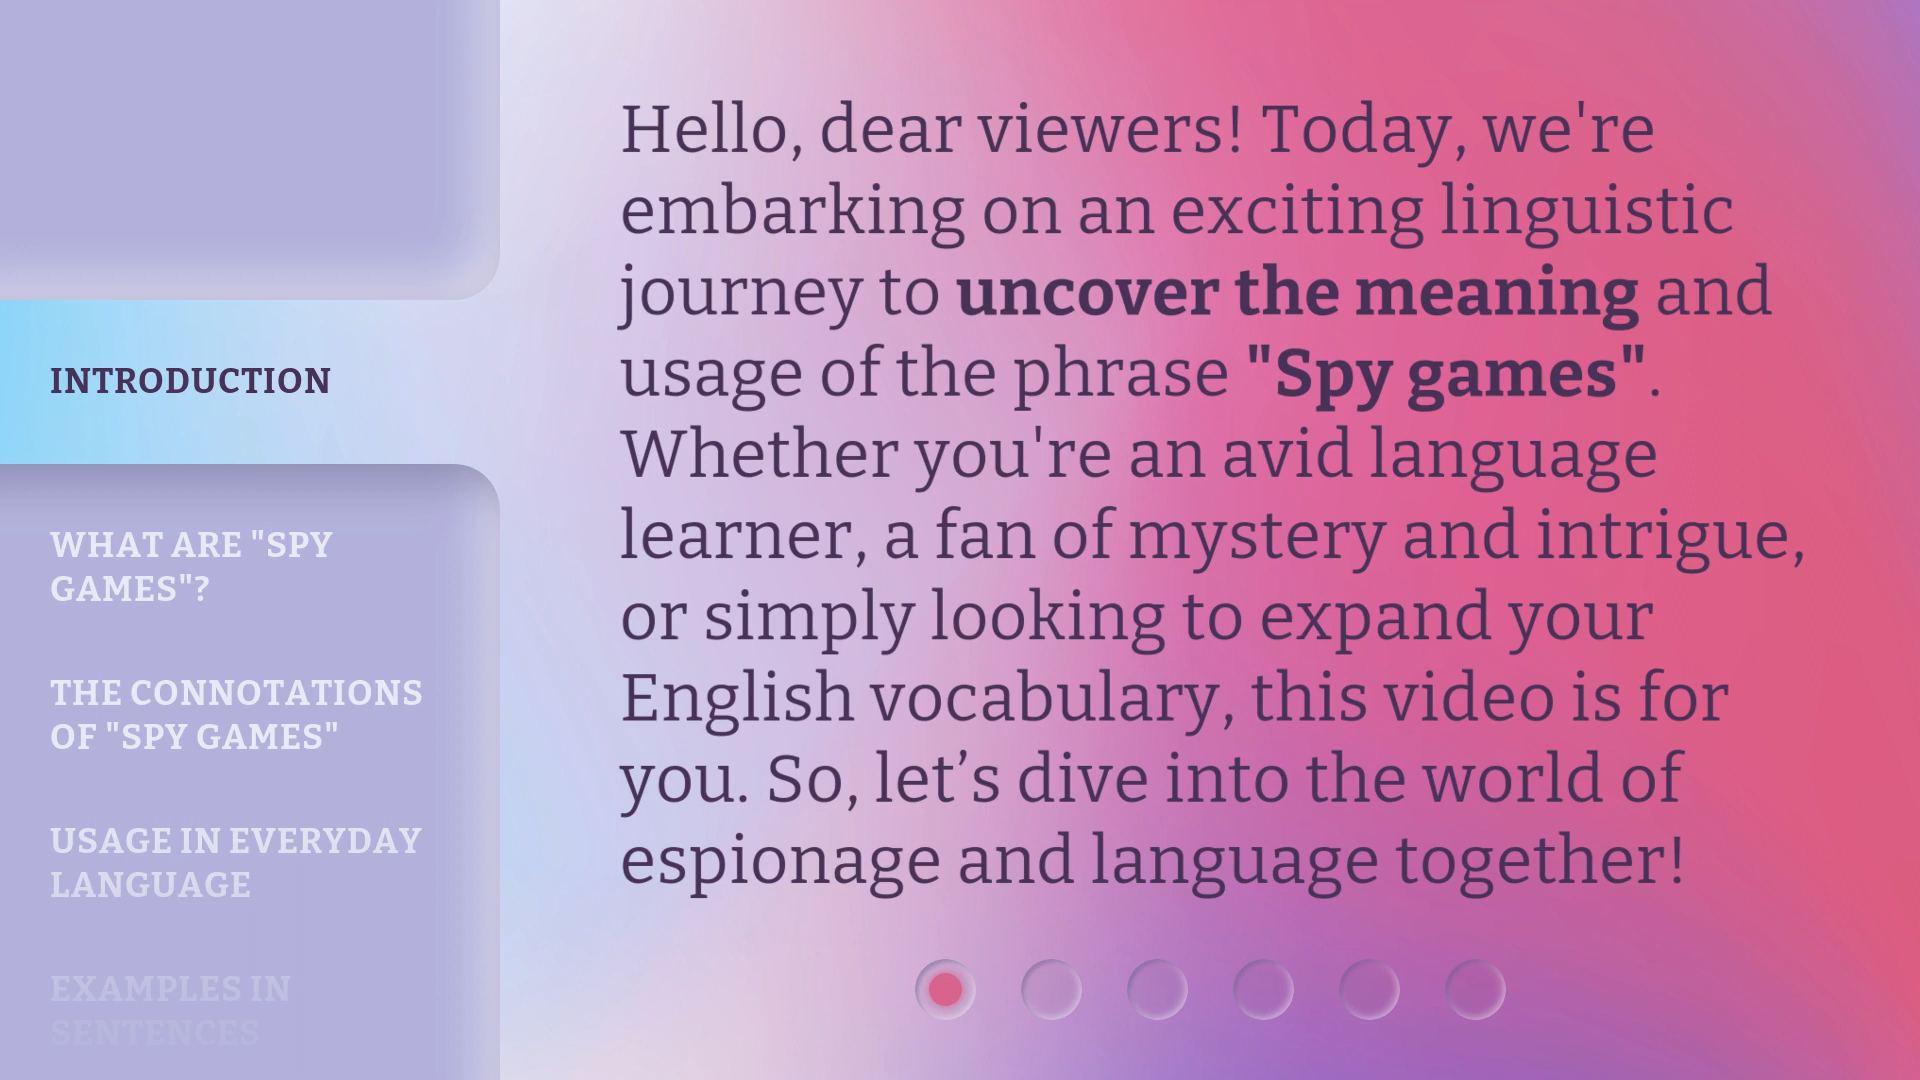 INTRODUCTION
WHAT ARE "SPY
GAMES"?
THE CONNOTATIONS
OF "SPY GAMES"
USAGE IN EVERYDAY
LANGUAGE
EXAMPLES IN
SENTENCES
Hello, dear viewers! Today, we're
embarking on an exciting linguistic
journey to uncover the meaning and
usage of the phrase "Spy games".
Whether you're an avid language
learner, a fan of mystery and intrigue,
or simply looking to expand your
English vocabulary, this video is for
you. So, let’s dive into the world of
espionage and language together!